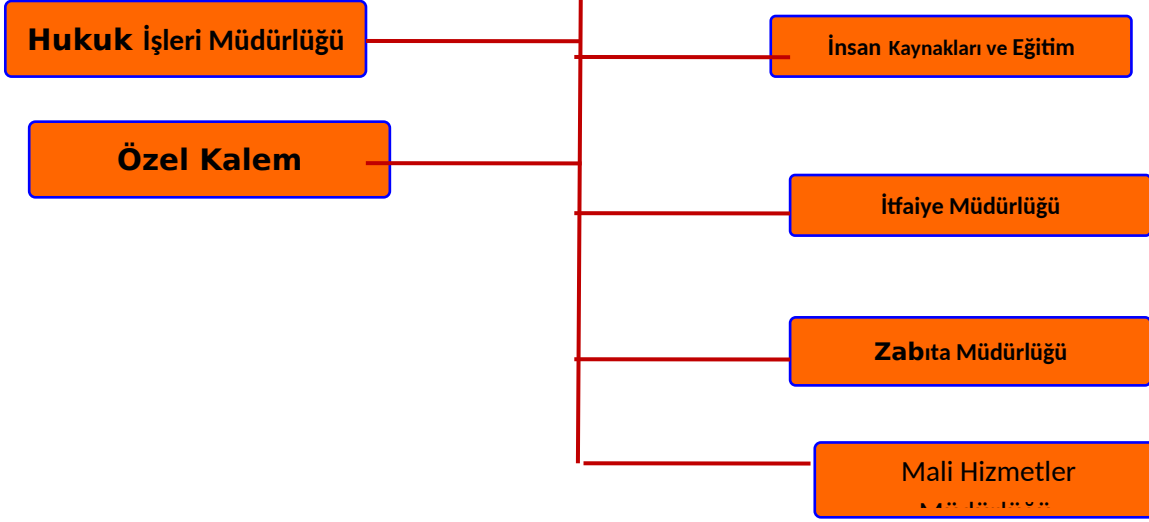 Hukuk İşleri Müdürlüğü
İnsan Kaynakları ve Eğitim
Özel Kalem
İtfaiye Müdürlüğü
Zabıta Müdürlüğü
Mali Hizmetler